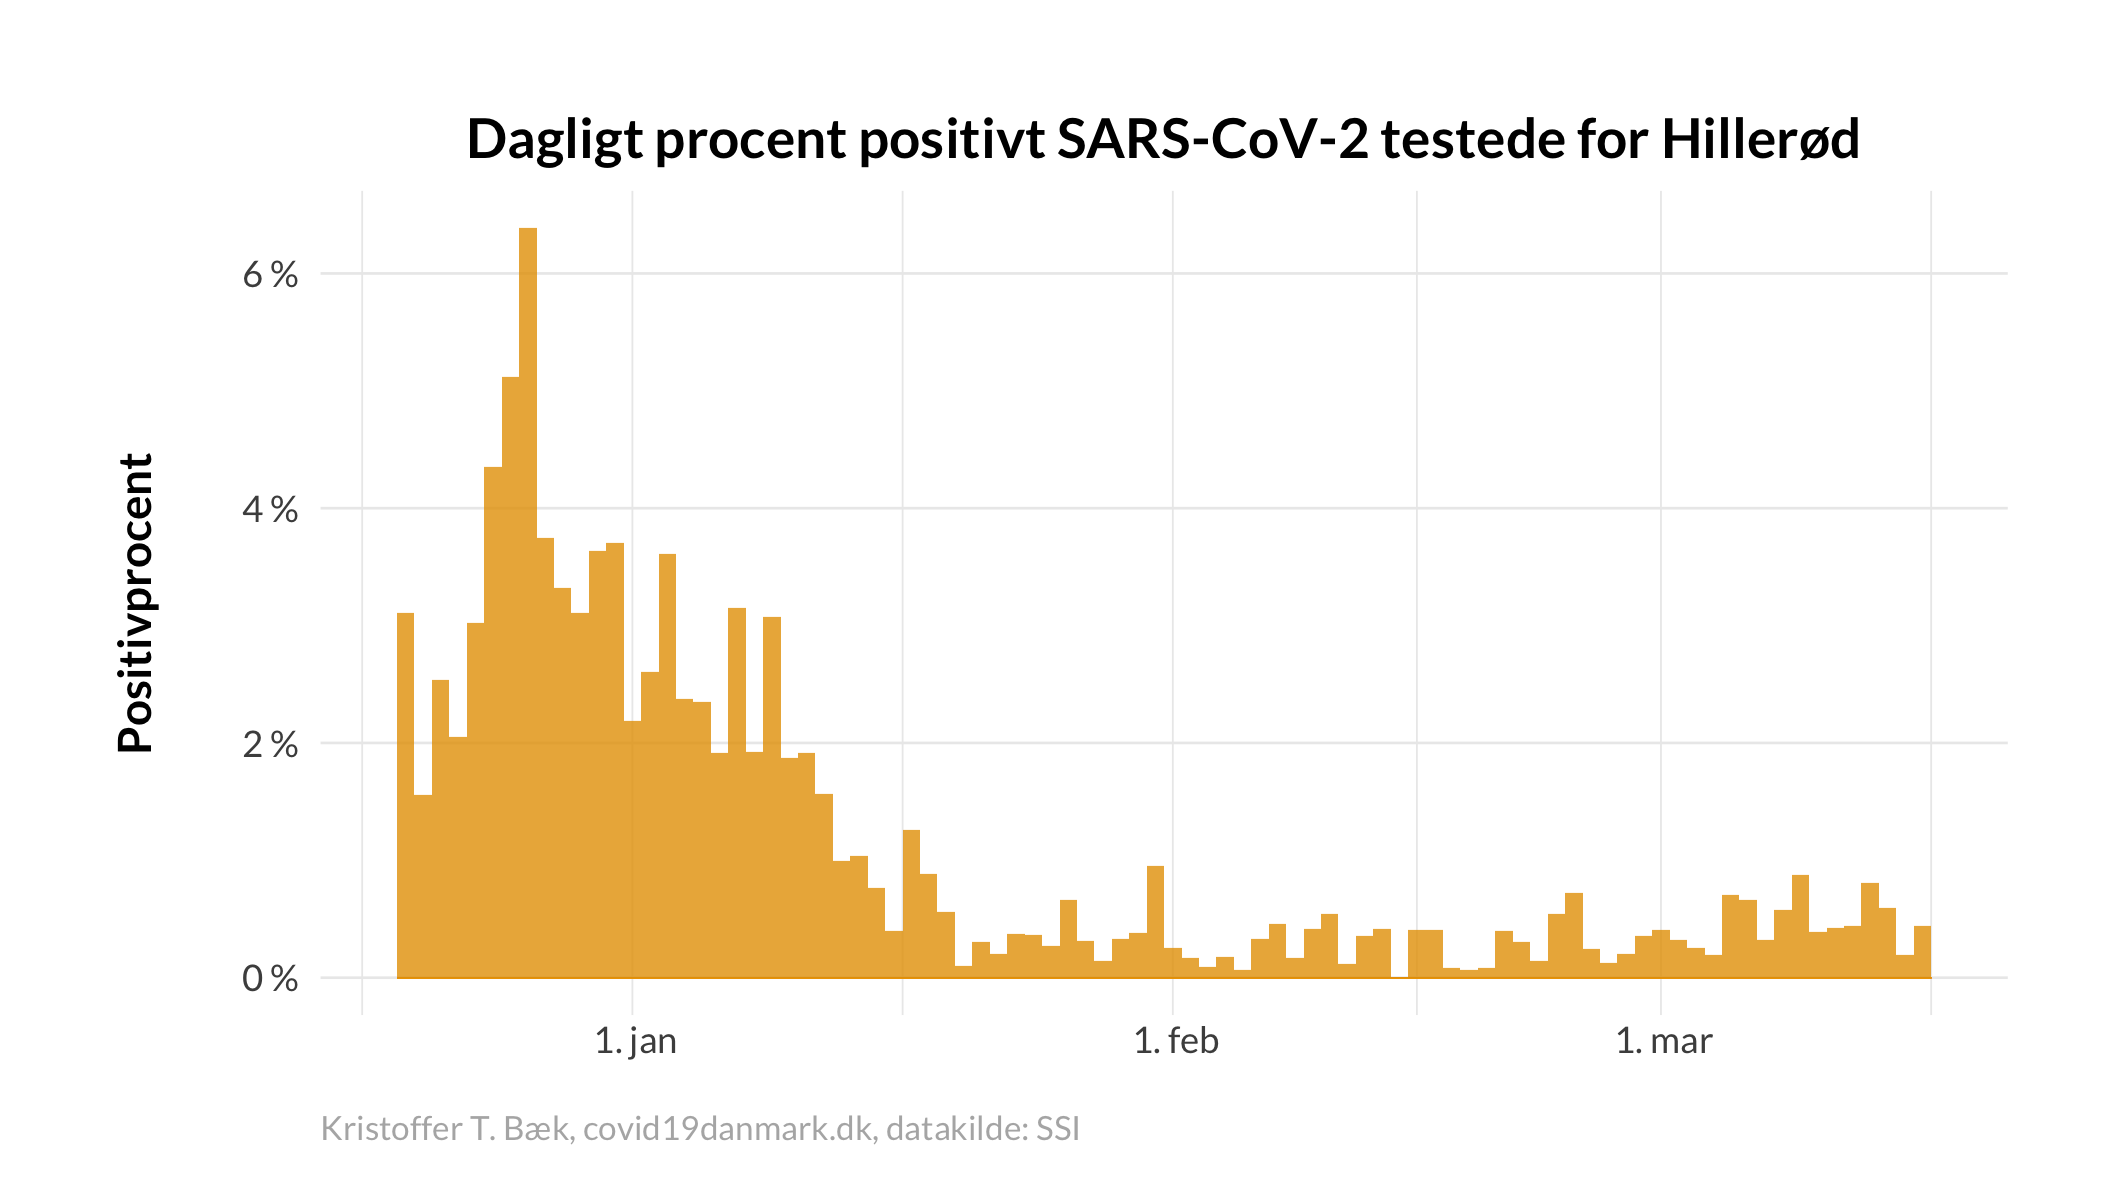 Dagligt procent positivt SARS-CoV-2 testede for Hillerød
Positivprocent
6 %
4 %
2 %
0 %
1. jan
1. feb
1. mar
Kristoffer T. Bæk, covid19danmark.dk, datakilde: SSI